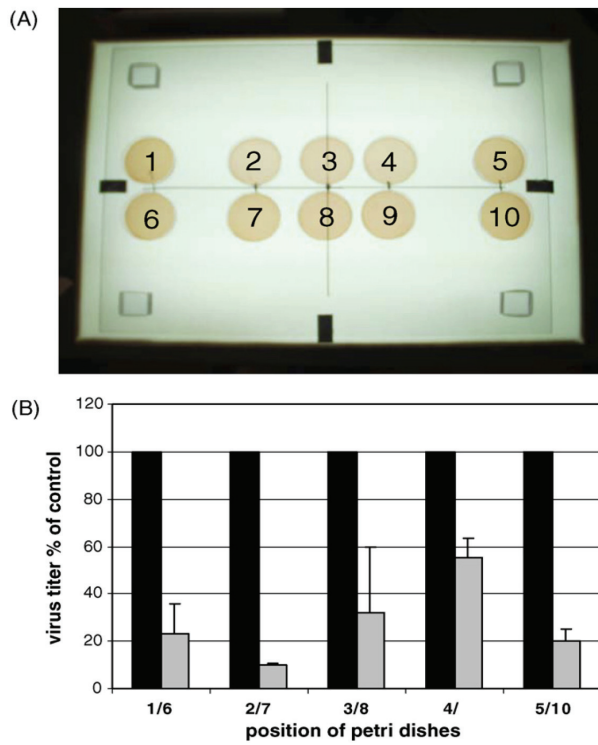 (A)
1 2 3 4 5
6 7 8 9 10
(B)
virus titer % of control
120
100
80
60
40
20
0
1/6 2/7 3/8 4/ 5/10
position of petri dishes